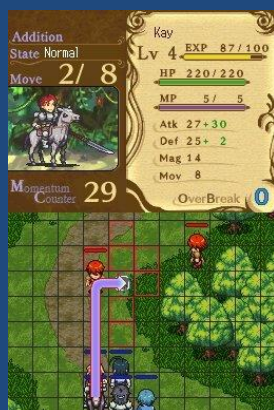 Addition
State Normal
Move 2/ 8
Momentum
Counter 29
Kay
Lv 4 EXP 87/100
HP 220/220
MP 5/ 5
Atk 27+30
Def 25+ 2
Mag 14
Mov 8
OverBreak 0